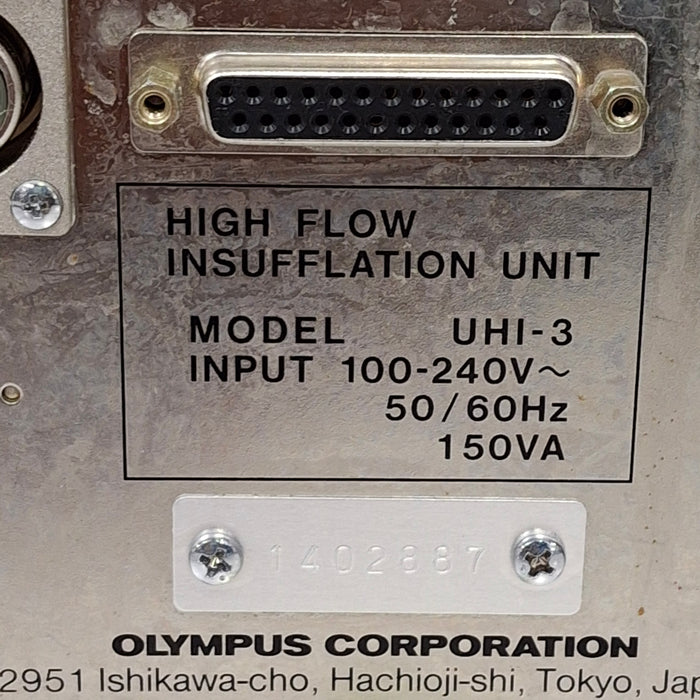 HIGH FLOW
INSUFFLATION UNIT
MODEL UHI-3
INPUT 100-240V～
50/60Hz
150VA
1402887
OLYMPUS CORPORATION
2951 Ishikawa-cho, Hachioji-shi, Tokyo, Ja